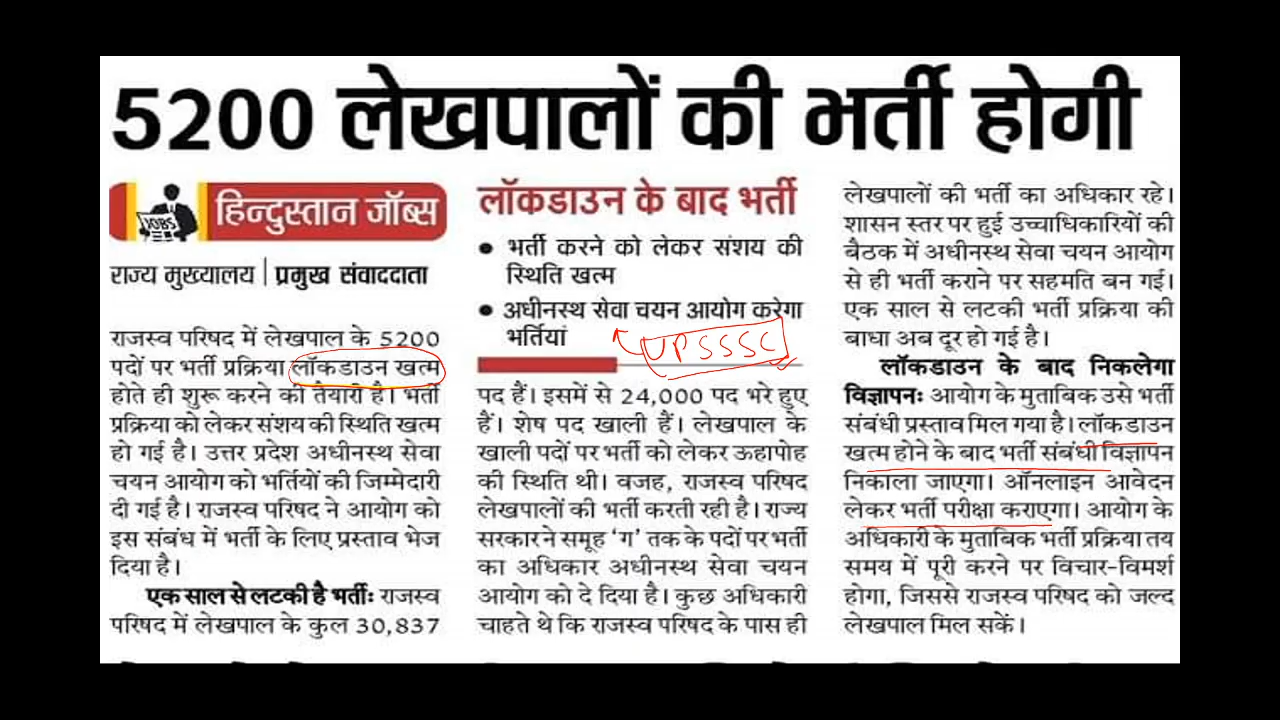 5200 लेखपालों की भर्ती होगी
JOBS
हिन्दुस्तान जॉब्स
राज्य मुख्यालय | प्रमुख संवाददाता
राजस्व परिषद में लेखपाल के 5200
पदों पर भर्ती प्रक्रिया लॉकडाउन खत्म
होते ही शुरू करने की तैयारी है। भर्ती
प्रक्रिया को लेकर संशय की स्थिति खत्म
हो गई है। उत्तर प्रदेश अधीनस्थ सेवा
चयन आयोग को भर्तियों की जिम्मेदारी
दी गई है। राजस्व परिषद ने आयोग को
इस संबंध में भर्ती के लिए प्रस्ताव भेज
दिया है।
एक साल से लटकी है भर्ती: राजस्व
परिषद में लेखपाल के कुल 30,837
लॉकडाउन के बाद भर्ती
● भर्ती करने को लेकर संशय की
स्थिति खत्म
● अधीनस्थ सेवा चयन आयोग करेगा
भर्तियां
UPSSSC
पद हैं। इसमें से 24,000 पद भरे हुए
हैं। शेष पद खाली हैं। लेखपाल के
खाली पदों पर भर्ती को लेकर ऊहापोह
की स्थिति थी। वजह, राजस्व परिषद
लेखपालों की भर्ती करती रही है। राज्य
सरकार ने समूह ‘ग’ तक के पदों पर भर्ती
का अधिकार अधीनस्थ सेवा चयन
आयोग को दे दिया है। कुछ अधिकारी
चाहते थे कि राजस्व परिषद के पास ही
लेखपालों की भर्ती का अधिकार रहे।
शासन स्तर पर हुई उच्चाधिकारियों की
बैठक में अधीनस्थ सेवा चयन आयोग
से ही भर्ती कराने पर सहमति बन गई।
एक साल से लटकी भर्ती प्रक्रिया की
बाधा अब दूर हो गई है।
लॉकडाउन के बाद निकलेगा
विज्ञापन: आयोग के मुताबिक उसे भर्ती
संबंधी प्रस्ताव मिल गया है। लॉकडाउन
खत्म होने के बाद भर्ती संबंधी विज्ञापन
निकाला जाएगा। ऑनलाइन आवेदन
लेकर भर्ती परीक्षा कराएगा। आयोग के
अधिकारी के मुताबिक भर्ती प्रक्रिया तय
समय में पूरी करने पर विचार-विमर्श
होगा, जिससे राजस्व परिषद को जल्द
लेखपाल मिल सकें।